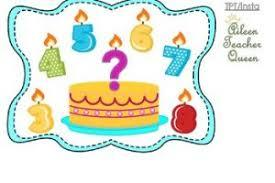 TPT/Insta
Aileen
Teacher
Queen
5 6
4 ? 7
3 8